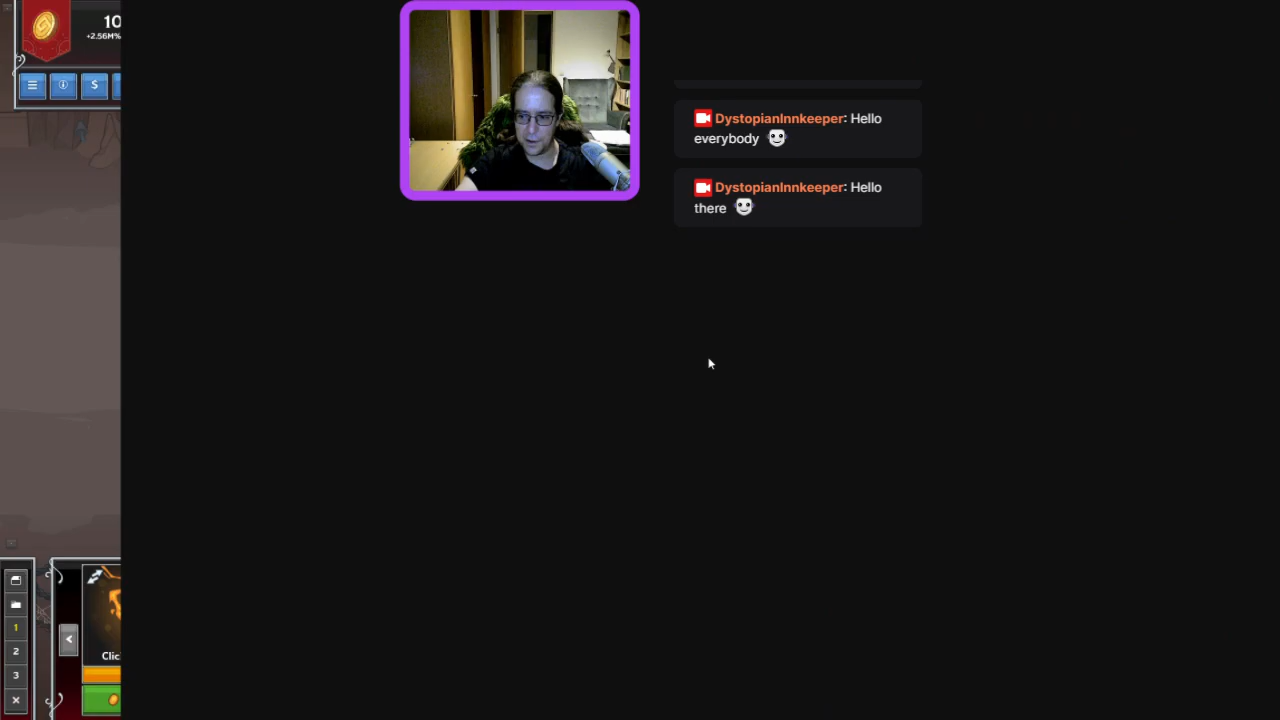 10
+2.56M%
$
DystopianInnkeeper: Hello
everybody
DystopianInnkeeper: Hello
there
1
2
3
Clic